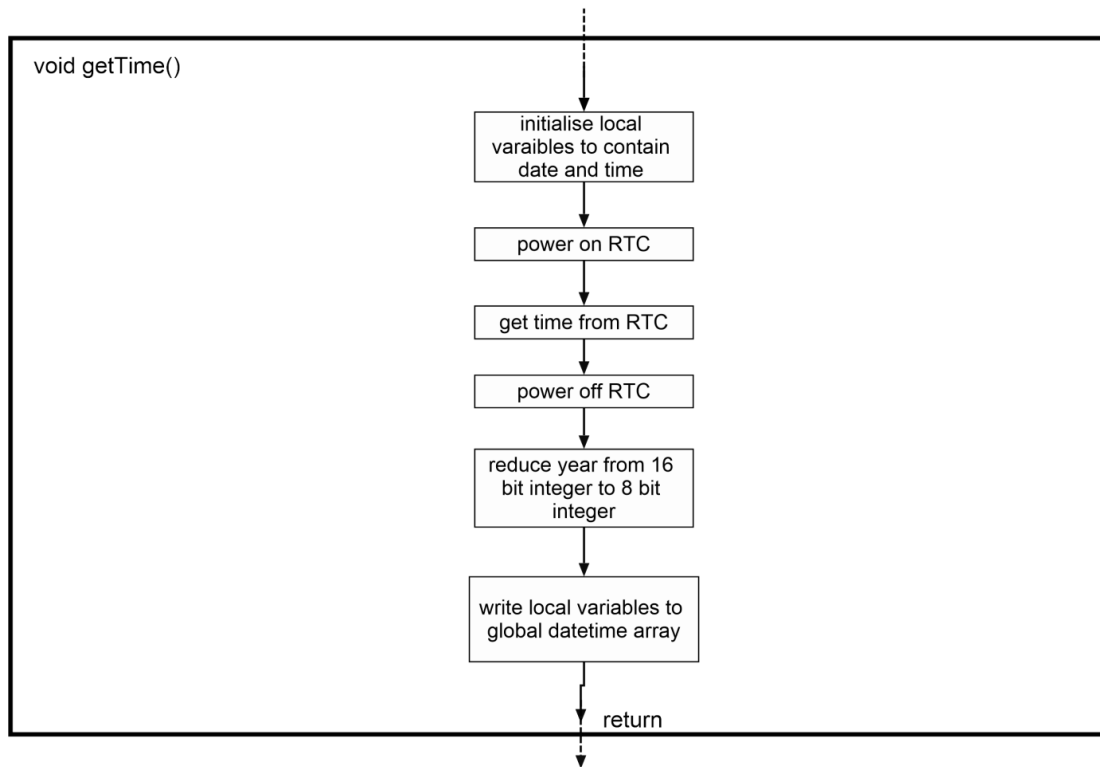 void getTime()
initialise local
varaibles to contain
date and time
power on RTC
get time from RTC
power off RTC
reduce year from 16
bit integer to 8 bit
integer
write local variables to
global datetime array
return